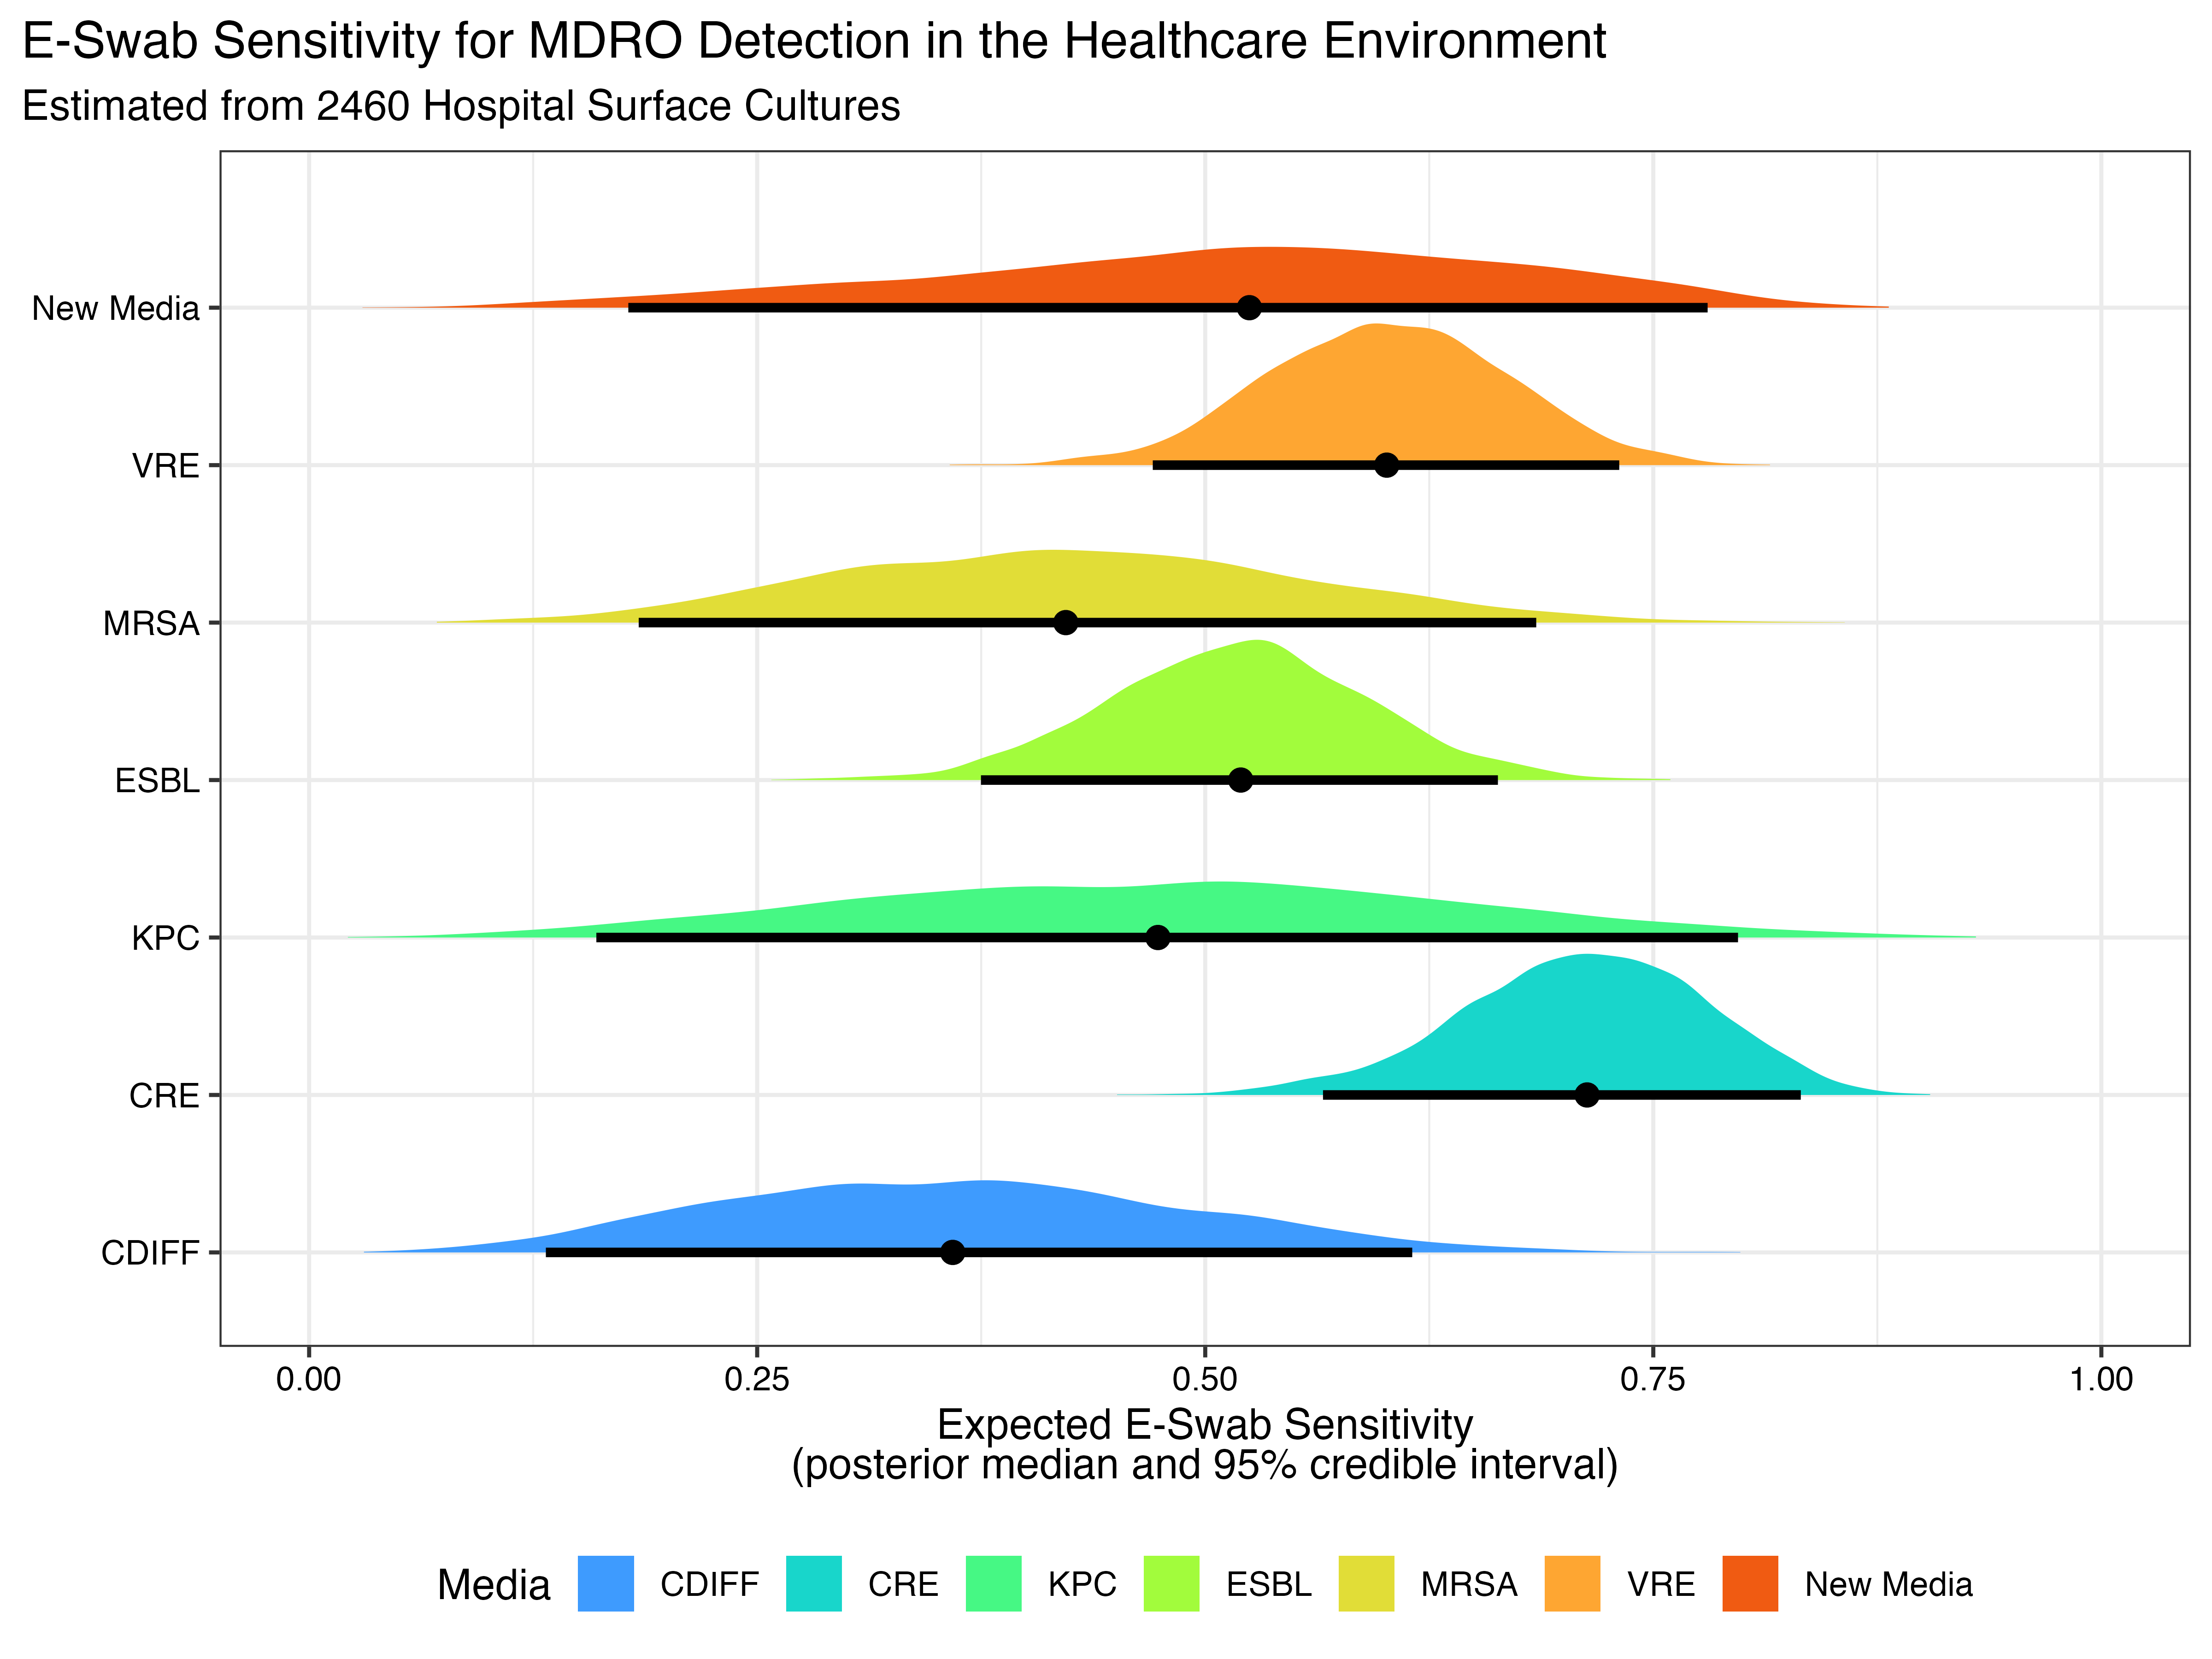 E-Swab Sensitivity for MDRO Detection in the Healthcare Environment
Estimated from 2460 Hospital Surface Cultures
New Media
VRE
MRSA
ESBL
KPC
CRE
CDIFF
0.00 0.25 0.50 0.75 1.00
Expected E-Swab Sensitivity
(posterior median and 95% credible interval)
Media CDIFF CRE KPC ESBL MRSA VRE New Media